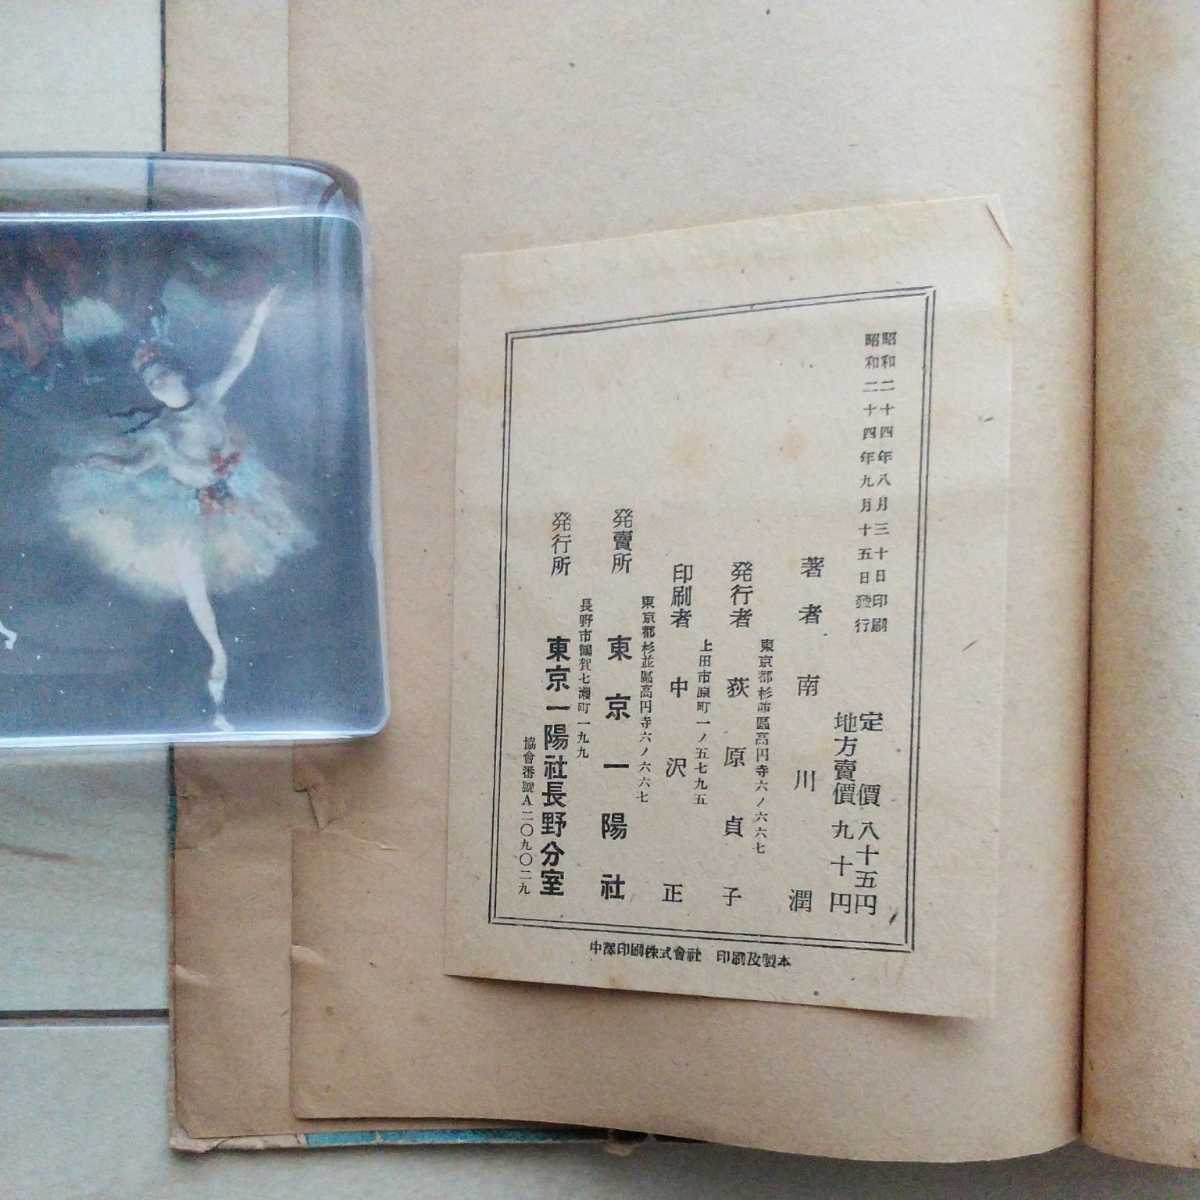 昭和二十四年八月三十日印刷
昭和二十四年九月十五日發行
定價八十五円
地方賣價九十円
著者 南川潤
東京都杉並區高円寺六ノ六六七
発行者 荻原貞子
上田市原町一ノ五七九五
印刷者 中沢正
東京都杉並區高円寺六ノ六六七
発賣所 東京一陽社
長野市鶴賀七瀬町一九九
発行所 東京一陽社長野分室
協會番號A二〇九〇二九
中澤印刷株式會社 印刷及製本